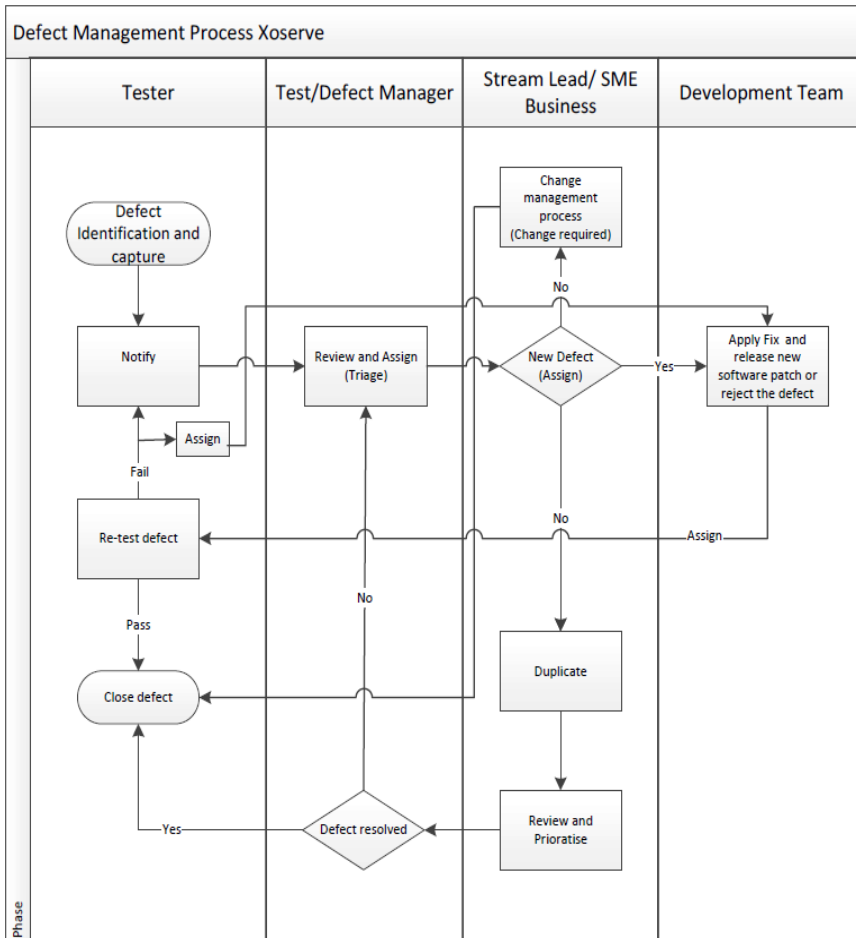 Defect Management Process Xoserve
Tester
Test/Defect Manager
Stream Lead/ SME
Business
Development Team
Change
management
process
(Change required)
Defect
Identification and
capture
No
Notify
Review and Assign
(Triage)
New Defect
(Assign)
Yes
Apply Fix and
release new
software patch or
reject the defect
Assign
Fail
Re-test defect
No
Assign
No
Pass
Duplicate
Close defect
Review and
Prioratise
Defect resolved
Yes
Phase